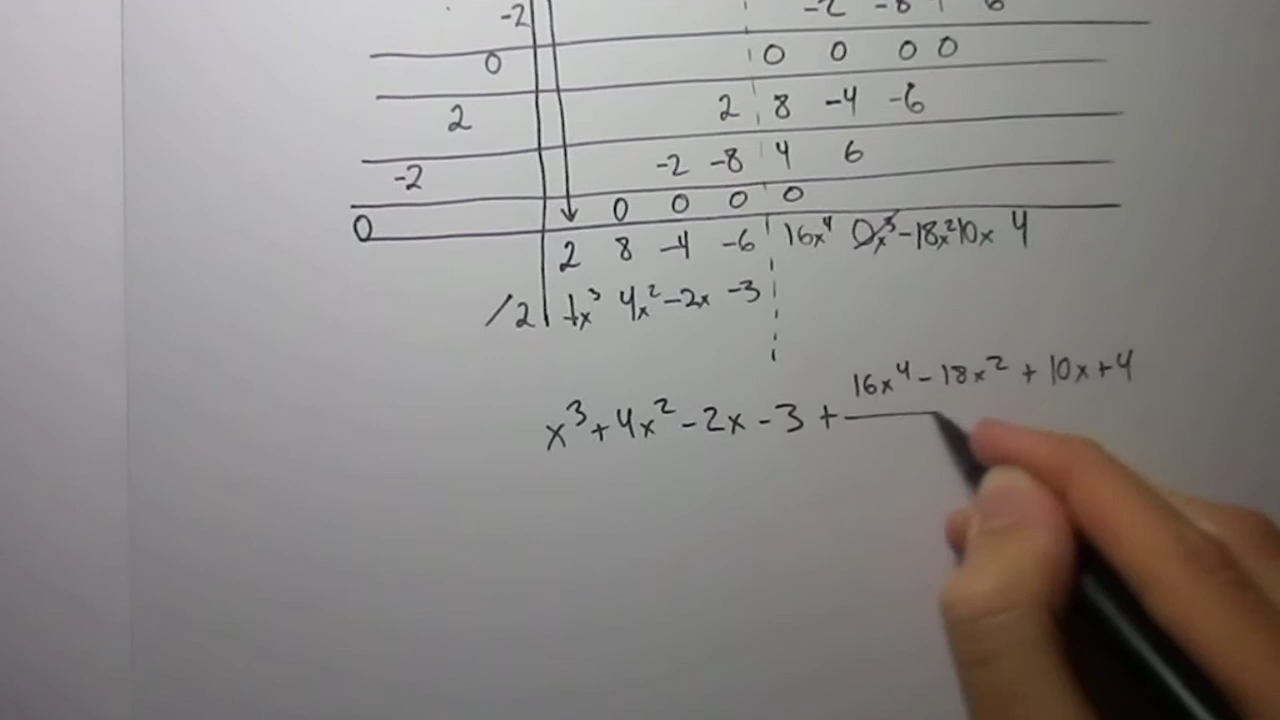 -2 -2 -8 4 6
0 0 0 0 0
2 2 8 -4 -6
-2 -2 -8 4 6
0 0 0 0
0 2 8 -4 -6 16x⁴ 0x³ -18x² 10x 4
/2 1x³ 4x² -2x -3
16x⁴ - 18x² + 10x + 4
x³ + 4x² - 2x - 3 +